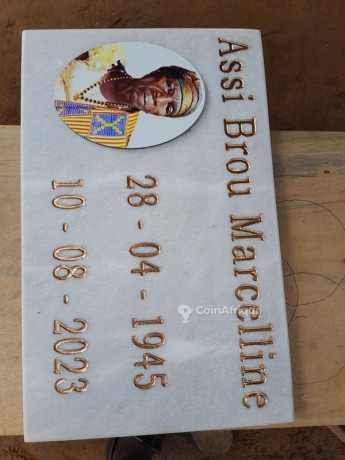 Assi Brou Marcelline
28 - 04 - 1945
10 - 08 - 2023
CoinAfrique